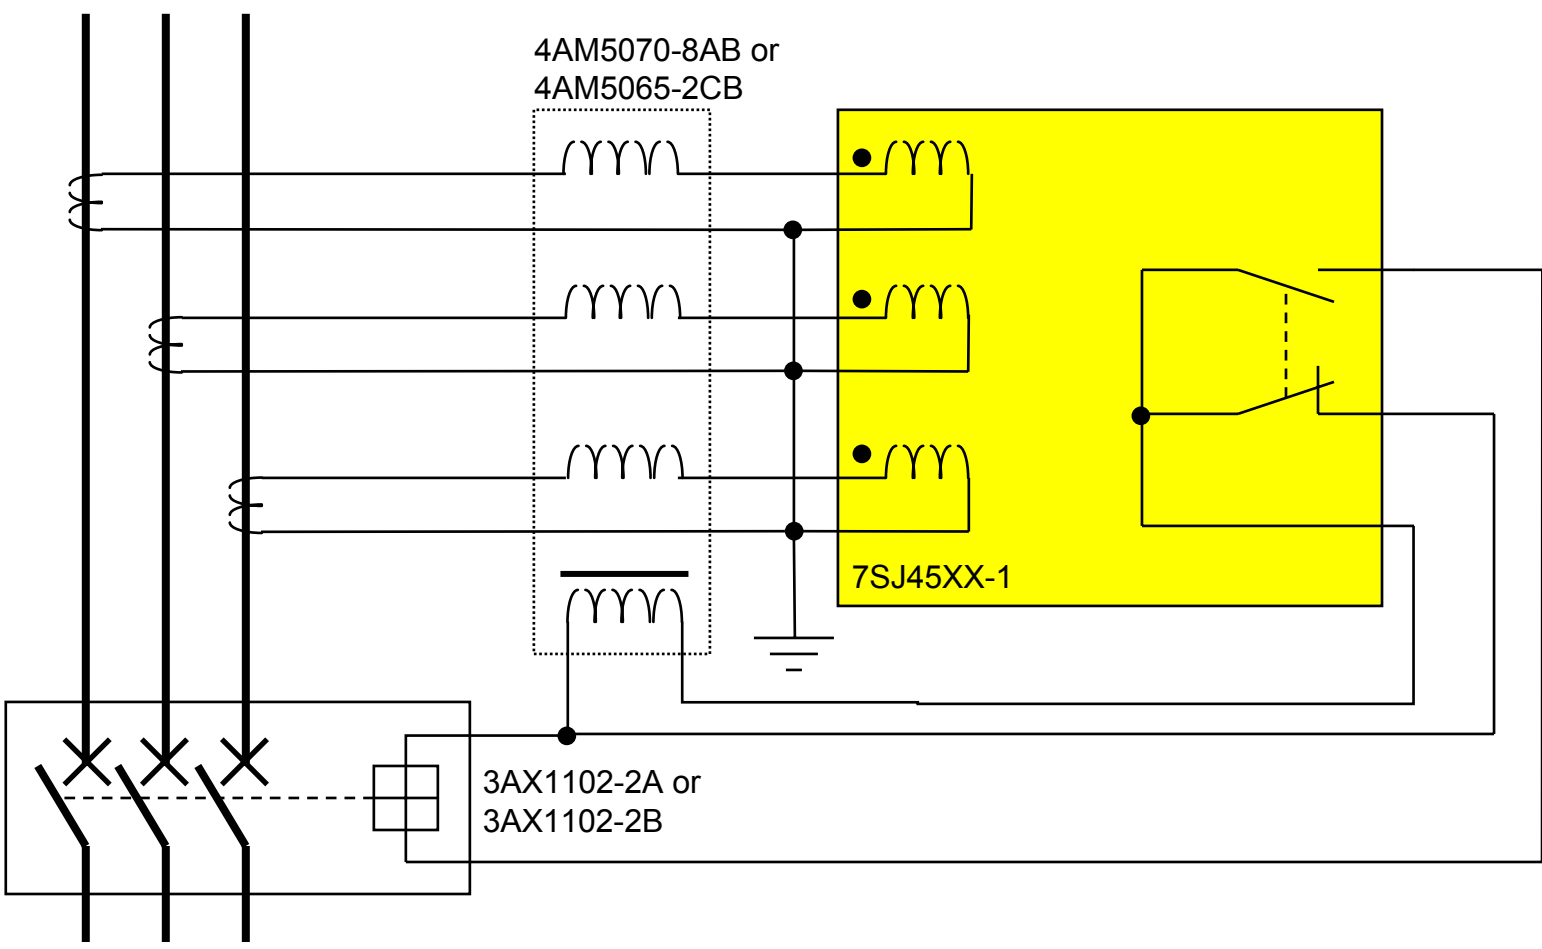 4AM5070-8AB or
4AM5065-2CB
7SJ45XX-1
3AX1102-2A or
3AX1102-2B